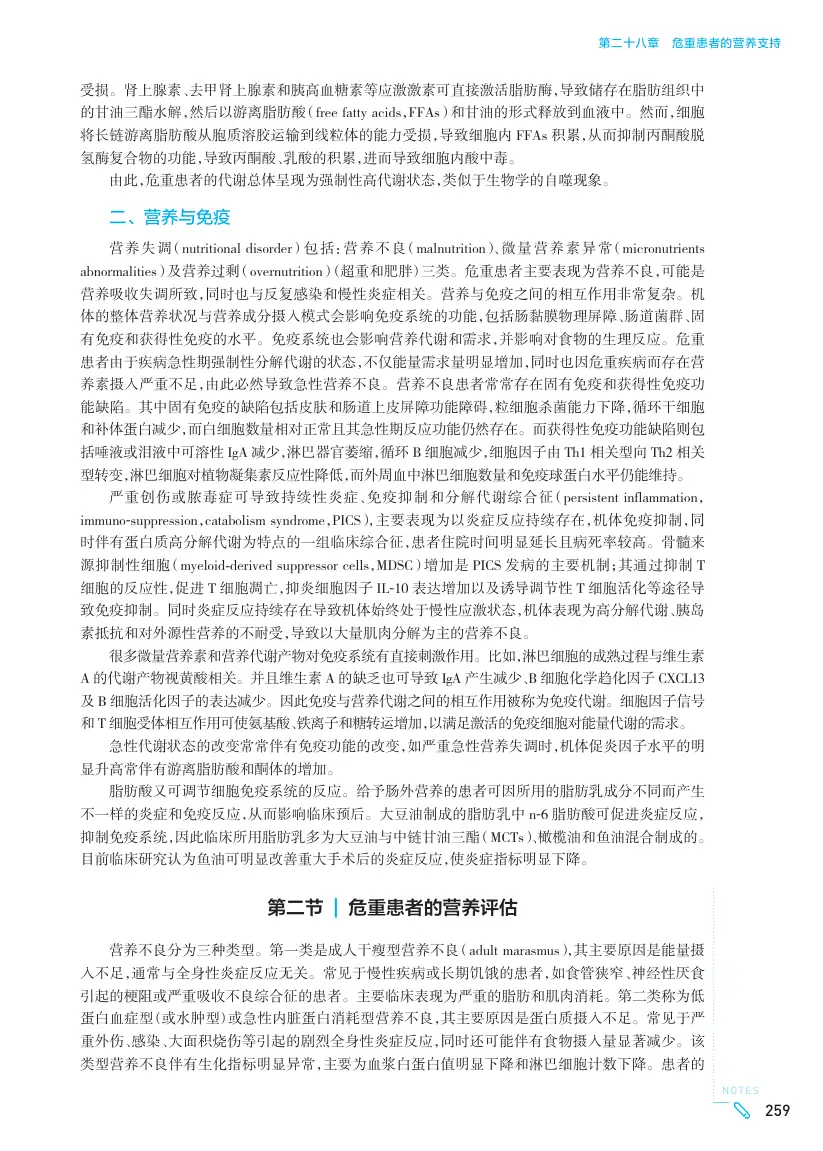 第二十八章 危重患者的营养支持
受损。肾上腺素、去甲肾上腺素和胰高血糖素等应激激素可直接激活脂肪酶,导致储存在脂肪组织中
的甘油三酯水解,然后以游离脂肪酸(free fatty acids,FFAs)和甘油的形式释放到血液中。然而,细胞
将长链游离脂肪酸从胞质溶胶运输到线粒体的能力受损,导致细胞内 FFAs 积累,从而抑制丙酮酸脱
氢酶复合物的功能,导致丙酮酸、乳酸的积累,进而导致细胞内酸中毒。
由此,危重患者的代谢总体呈现为强制性高代谢状态,类似于生物学的自噬现象。
二、营养与免疫
营养失调(nutritional disorder)包括:营养不良(malnutrition)、微量营养素异常(micronutrients
abnormalities)及营养过剩(overnutrition)(超重和肥胖)三类。危重患者主要表现为营养不良,可能是
营养吸收失调所致,同时也与反复感染和慢性炎症相关。营养与免疫之间的相互作用非常复杂。机
体的整体营养状况与营养成分摄入模式会影响免疫系统的功能,包括肠黏膜物理屏障、肠道菌群、固
有免疫和获得性免疫的水平。免疫系统也会影响营养代谢和需求,并影响对食物的生理反应。危重
患者由于疾病急性期强制性分解代谢的状态,不仅能量需求量明显增加,同时也因危重疾病而存在营
养素摄入严重不足,由此必然导致急性营养不良。营养不良患者常常存在固有免疫和获得性免疫功
能缺陷。其中固有免疫的缺陷包括皮肤和肠道上皮屏障功能障碍,粒细胞杀菌能力下降,循环干细胞
和补体蛋白减少,而白细胞数量相对正常且其急性期反应功能仍然存在。而获得性免疫功能缺陷则包
括唾液或泪液中可溶性 IgA 减少,淋巴器官萎缩,循环 B 细胞减少,细胞因子由 Th1 相关型向 Th2 相关
型转变,淋巴细胞对植物凝集素反应性降低,而外周血中淋巴细胞数量和免疫球蛋白水平仍能维持。
严重创伤或脓毒症可导致持续性炎症、免疫抑制和分解代谢综合征(persistent inflammation,
immuno-suppression,catabolism syndrome,PICS),主要表现为以炎症反应持续存在,机体免疫抑制,同
时伴有蛋白质高分解代谢为特点的一组临床综合征,患者住院时间明显延长且病死率较高。骨髓来
源抑制性细胞(myeloid-derived suppressor cells,MDSC)增加是 PICS 发病的主要机制;其通过抑制 T
细胞的反应性,促进 T 细胞凋亡,抑炎细胞因子 IL-10 表达增加以及诱导调节性 T 细胞活化等途径导
致免疫抑制。同时炎症反应持续存在导致机体始终处于慢性应激状态,机体表现为高分解代谢、胰岛
素抵抗和对外源性营养的不耐受,导致以大量肌肉分解为主的营养不良。
很多微量营养素和营养代谢产物对免疫系统有直接刺激作用。比如,淋巴细胞的成熟过程与维生素
A 的代谢产物视黄酸相关。并且维生素 A 的缺乏也可导致 IgA 产生减少、B 细胞化学趋化因子 CXCL13
及 B 细胞活化因子的表达减少。因此免疫与营养代谢之间的相互作用被称为免疫代谢。细胞因子信号
和 T 细胞受体相互作用可使氨基酸、铁离子和糖转运增加,以满足激活的免疫细胞对能量代谢的需求。
急性代谢状态的改变常常伴有免疫功能的改变,如严重急性营养失调时,机体促炎因子水平的明
显升高常伴有游离脂肪酸和酮体的增加。
脂肪酸又可调节细胞免疫系统的反应。给予肠外营养的患者可因所用的脂肪乳成分不同而产生
不一样的炎症和免疫反应,从而影响临床预后。大豆油制成的脂肪乳中 n-6 脂肪酸可促进炎症反应,
抑制免疫系统,因此临床所用脂肪乳多为大豆油与中链甘油三酯(MCTs)、橄榄油和鱼油混合制成的。
目前临床研究认为鱼油可明显改善重大手术后的炎症反应,使炎症指标明显下降。
第二节 | 危重患者的营养评估
营养不良分为三种类型。第一类是成人干瘦型营养不良(adult marasmus),其主要原因是能量摄
入不足,通常与全身性炎症反应无关。常见于慢性疾病或长期饥饿的患者,如食管狭窄、神经性厌食
引起的梗阻或严重吸收不良综合征的患者。主要临床表现为严重的脂肪和肌肉消耗。第二类称为低
蛋白血症型(或水肿型)或急性内脏蛋白消耗型营养不良,其主要原因是蛋白质摄入不足。常见于严
重外伤、感染、大面积烧伤等引起的剧烈全身性炎症反应,同时还可能伴有食物摄入量显著减少。该
类型营养不良伴有生化指标明显异常,主要为血浆白蛋白值明显下降和淋巴细胞计数下降。患者的
NOTES
259